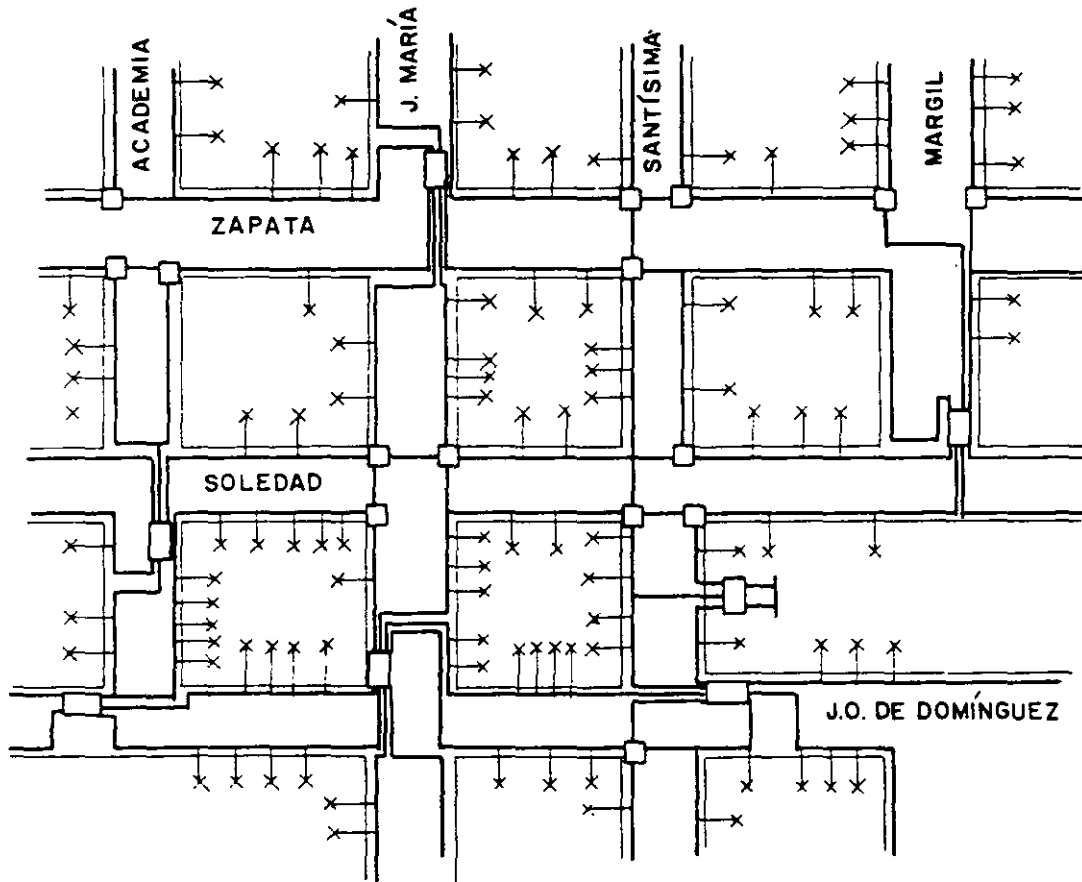 ACADEMIA
J. MARÍA
SANTÍSIMA
MARGIL
ZAPATA
SOLEDAD
J.O. DE DOMÍNGUEZ